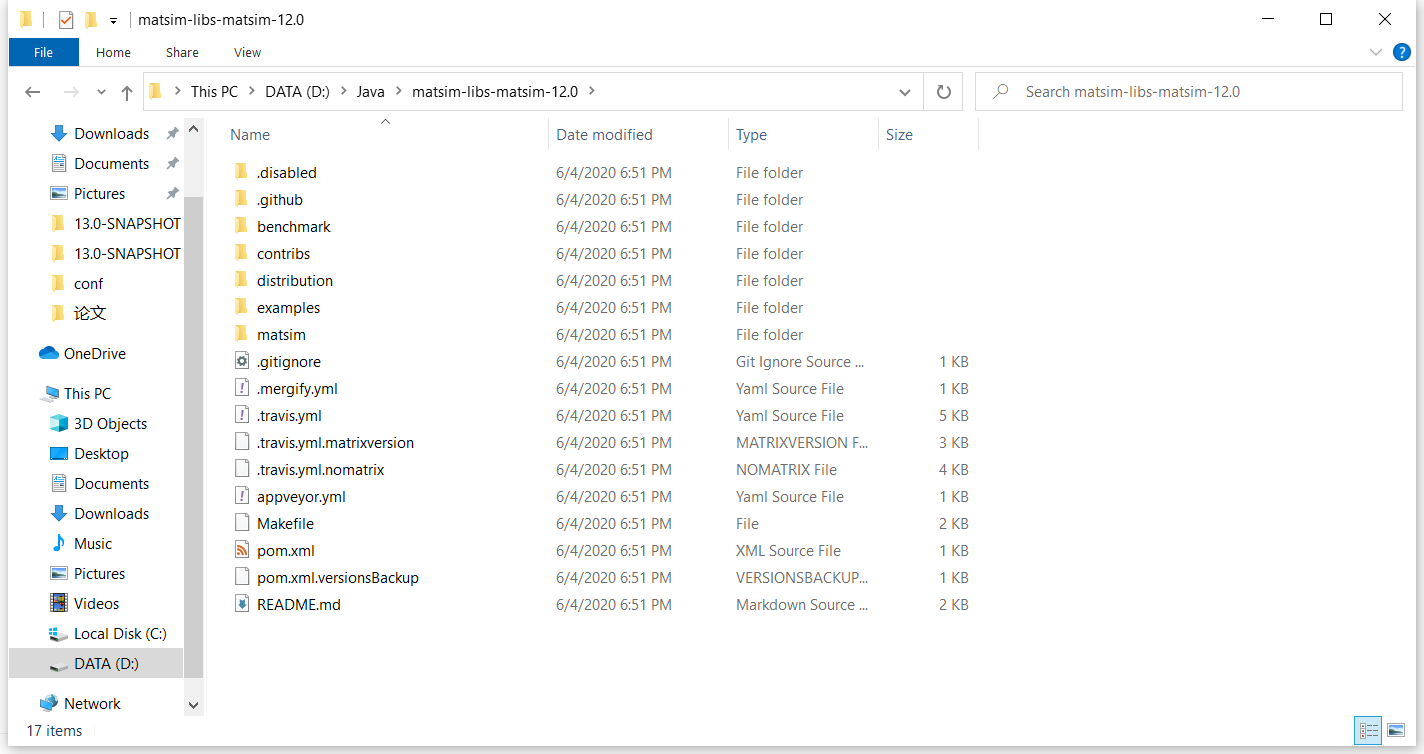 matsim-libs-matsim-12.0
File Home Share View
This PC DATA (D:) Java matsim-libs-matsim-12.0 Search matsim-libs-matsim-12.0
Downloads
Documents
Pictures
13.0-SNAPSHOT
13.0-SNAPSHOT
conf
论文
OneDrive
This PC
3D Objects
Desktop
Documents
Downloads
Music
Pictures
Videos
Local Disk (C:)
DATA (D:)
Network
Name Date modified Type Size
.disabled 6/4/2020 6:51 PM File folder
.github 6/4/2020 6:51 PM File folder
benchmark 6/4/2020 6:51 PM File folder
contribs 6/4/2020 6:51 PM File folder
distribution 6/4/2020 6:51 PM File folder
examples 6/4/2020 6:51 PM File folder
matsim 6/4/2020 6:51 PM File folder
.gitignore 6/4/2020 6:51 PM Git Ignore Source ... 1 KB
.mergify.yml 6/4/2020 6:51 PM Yaml Source File 1 KB
.travis.yml 6/4/2020 6:51 PM Yaml Source File 5 KB
.travis.yml.matrixversion 6/4/2020 6:51 PM MATRIXVERSION F... 3 KB
.travis.yml.nomatrix 6/4/2020 6:51 PM NOMATRIX File 4 KB
appveyor.yml 6/4/2020 6:51 PM Yaml Source File 1 KB
Makefile 6/4/2020 6:51 PM File 2 KB
pom.xml 6/4/2020 6:51 PM XML Source File 1 KB
pom.xml.versionsBackup 6/4/2020 6:51 PM VERSIONSBACKUP... 1 KB
README.md 6/4/2020 6:51 PM Markdown Source ... 2 KB
17 items